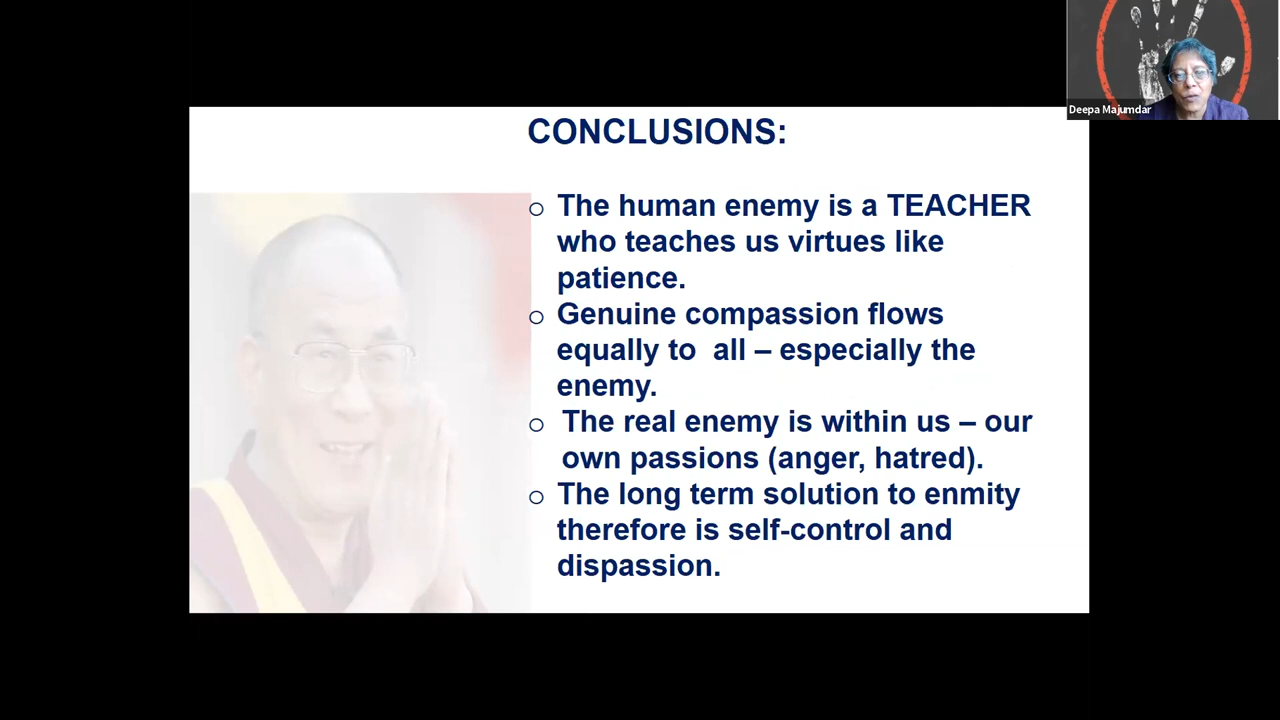 Deepa Majumdar
CONCLUSIONS:
o The human enemy is a TEACHER
who teaches us virtues like
patience.
o Genuine compassion flows
equally to  all – especially the
enemy.
o The real enemy is within us – our
own passions (anger, hatred).
o The long term solution to enmity
therefore is self-control and
dispassion.